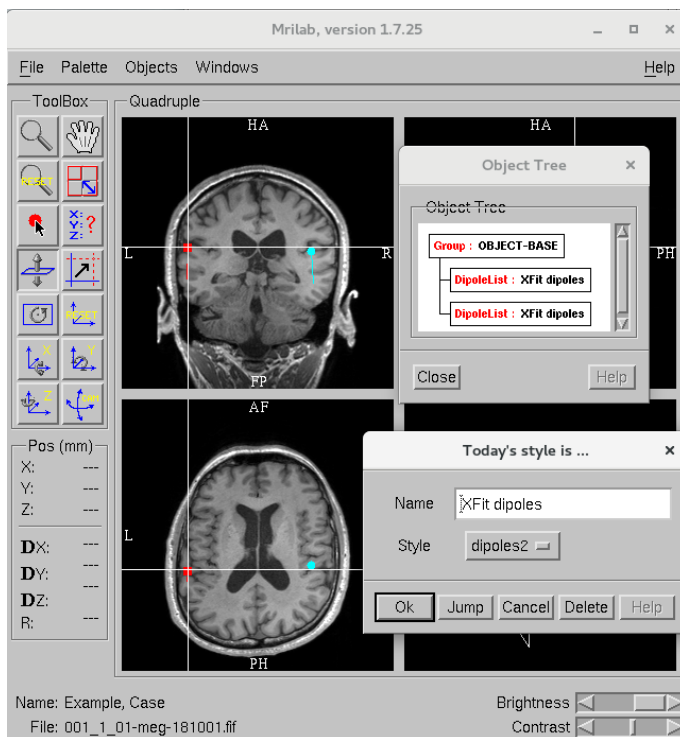 Mrilab, version 1.7.25
File Palette Objects Windows Help
ToolBox
Quadruple
RESET
X:
Y:?
Z:
RESET
X
Y
Z
HA
L
R
FP
HA
PH
AF
L
PH
Object Tree
Object Tree
Group : OBJECT-BASE
DipoleList : XFit dipoles
DipoleList : XFit dipoles
Close Help
Today's style is ...
Name XFit dipoles
Style dipoles2
Ok Jump Cancel Delete Help
Pos (mm)
X: ---
Y: ---
Z: ---
DX: ---
DY: ---
DZ: ---
R: ---
Name: Example, Case
File: 001_1_01-meg-181001.fif
Brightness
Contrast